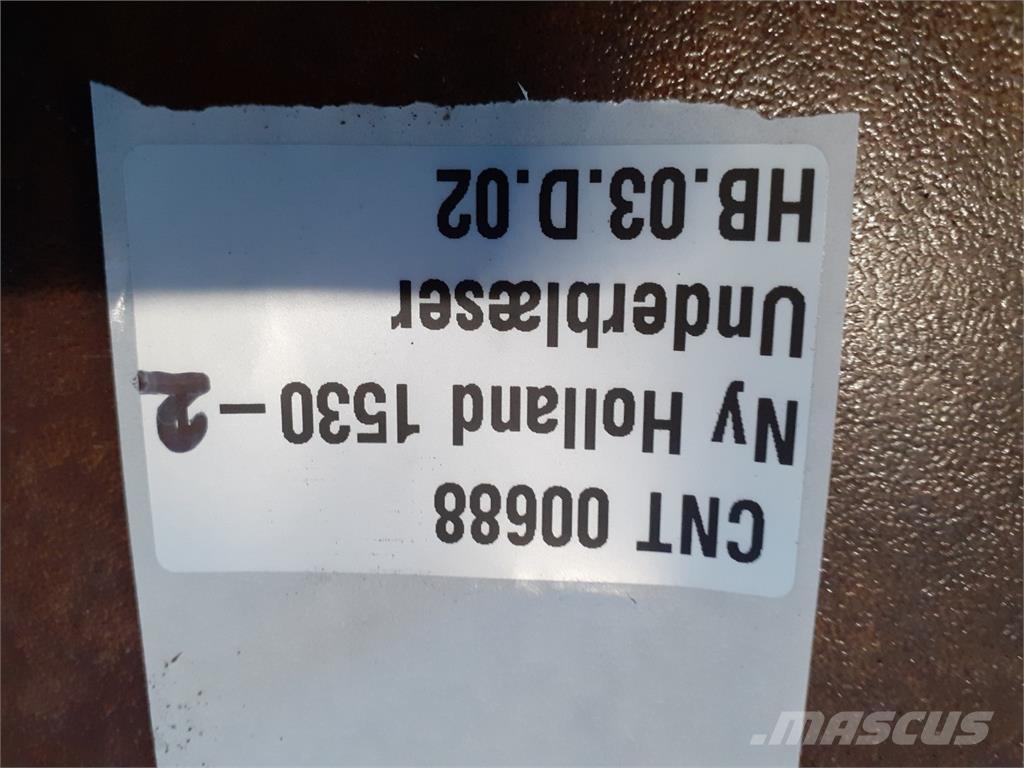 CNT 00688
Ny Holland 1530-2
Underblæser
HB.03.D.02
MASCUS